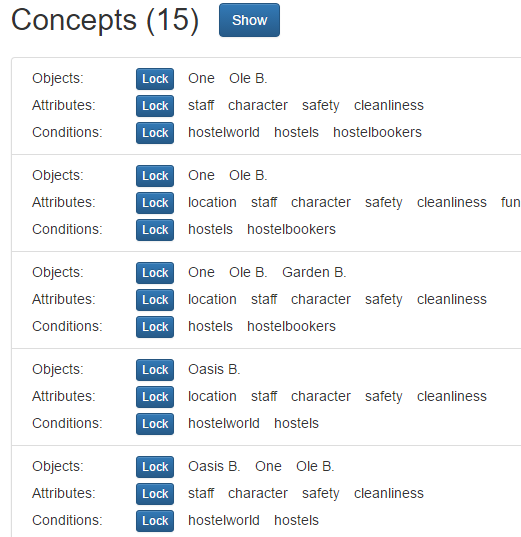 Concepts (15) Show
Objects: Lock One Ole B.
Attributes: Lock staff character safety cleanliness
Conditions: Lock hostelworld hostels hostelbookers
Objects: Lock One Ole B.
Attributes: Lock location staff character safety cleanliness fun
Conditions: Lock hostels hostelbookers
Objects: Lock One Ole B. Garden B.
Attributes: Lock location staff character safety cleanliness
Conditions: Lock hostels hostelbookers
Objects: Lock Oasis B.
Attributes: Lock location staff character safety cleanliness
Conditions: Lock hostelworld hostels
Objects: Lock Oasis B. One Ole B.
Attributes: Lock staff character safety cleanliness
Conditions: Lock hostelworld hostels